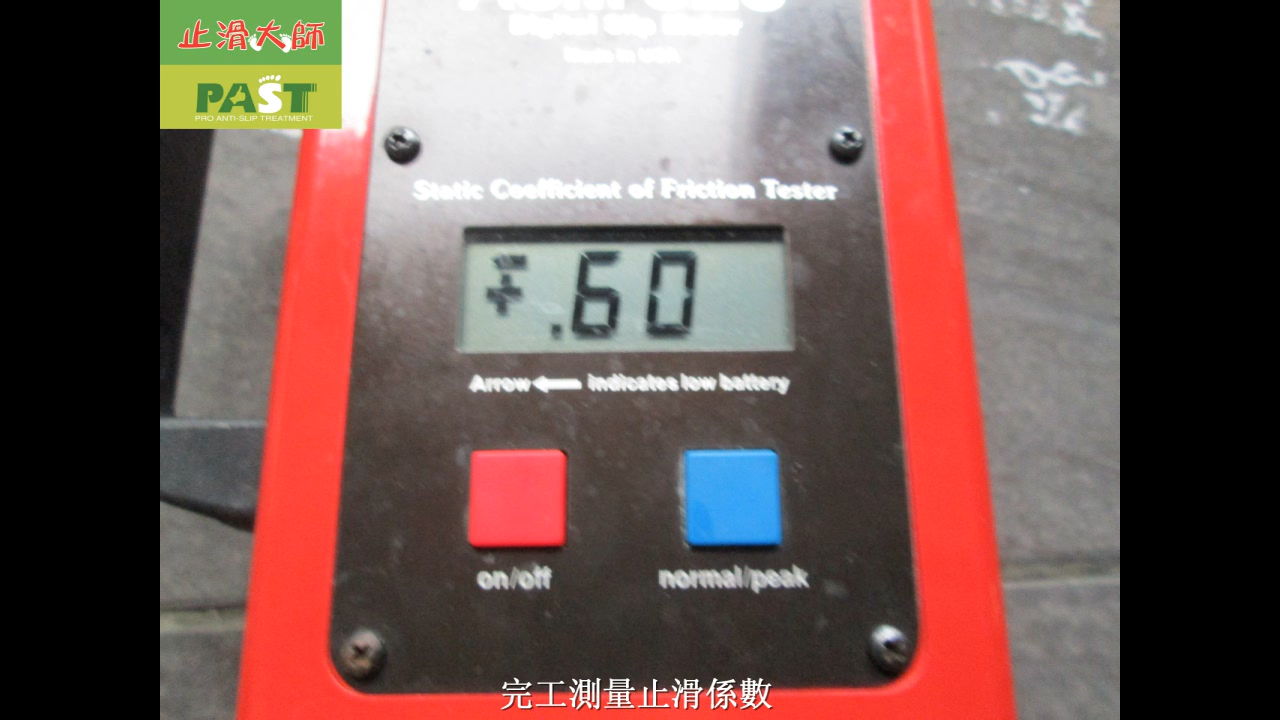 止滑大師
PAST
PRO ANTI-SLIP TREATMENT
Digital Slip Meter
Made in USA
Static Coefficient of Friction Tester
.60
Arrow ← indicates low battery
on/off
normal/peak
完工測量止滑係數